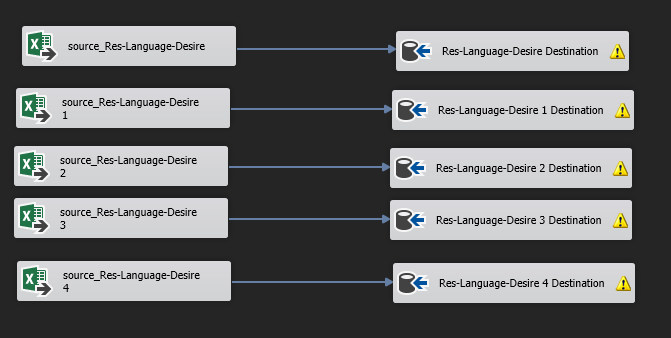 source_Res-Language-Desire
Res-Language-Desire Destination
source_Res-Language-Desire
1
Res-Language-Desire 1 Destination
source_Res-Language-Desire
2
Res-Language-Desire 2 Destination
source_Res-Language-Desire
3
Res-Language-Desire 3 Destination
source_Res-Language-Desire
4
Res-Language-Desire 4 Destination